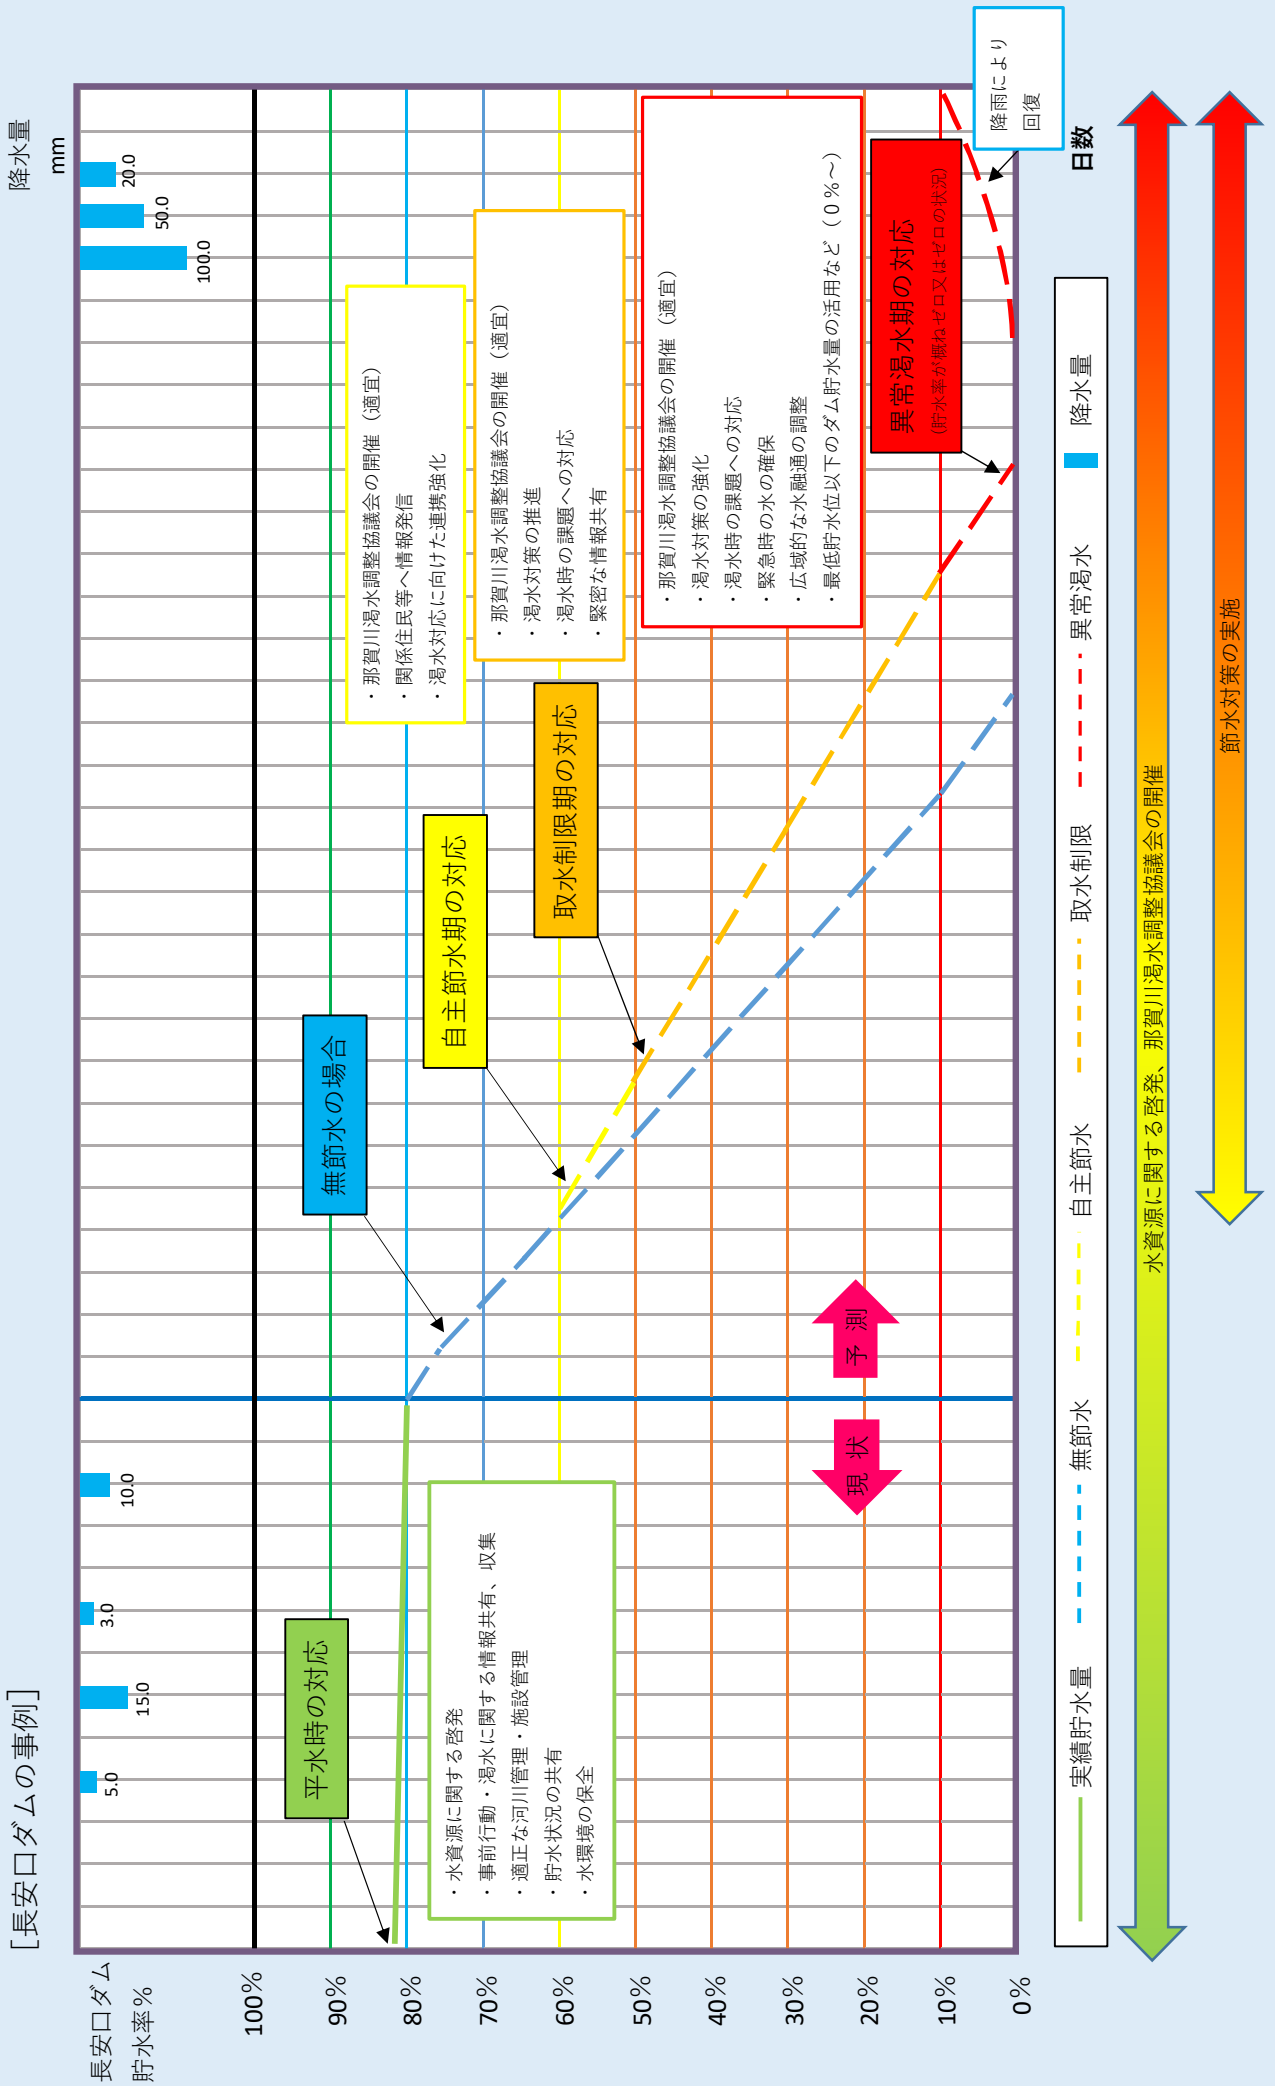 [長安口ダムの事例]
長安口ダム
貯水率%
降水量
mm
5.0
15.0
3.0
10.0
100.0
50.0
20.0
100%
90%
80%
70%
60%
50%
40%
30%
20%
10%
0%
平水時の対応
・水資源に関する啓発
・事前行動・渇水に関する情報共有、収集
・適正な河川管理・施設管理
・貯水状況の共有
・水環境の保全
無節水の場合
自主節水期の対応
・那賀川渇水調整協議会の開催（適宜）
・関係住民等へ情報発信
・渇水対応に向けた連携強化
取水制限期の対応
・那賀川渇水調整協議会の開催（適宜）
・渇水対策の推進
・渇水時の課題への対応
・緊密な情報共有
・那賀川渇水調整協議会の開催（適宜）
・渇水対策の強化
・渇水時の課題への対応
・緊急時の水の確保
・広域的な水融通の調整
・最低貯水位以下のダム貯水量の活用など（０%～）
異常渇水期の対応
(貯水率が概ねゼロ又はゼロの状況)
降雨により
回復
現 状
予 測
日数
実績貯水量
無節水
自主節水
取水制限
異常渇水
降水量
水資源に関する啓発、那賀川渇水調整協議会の開催
節水対策の実施